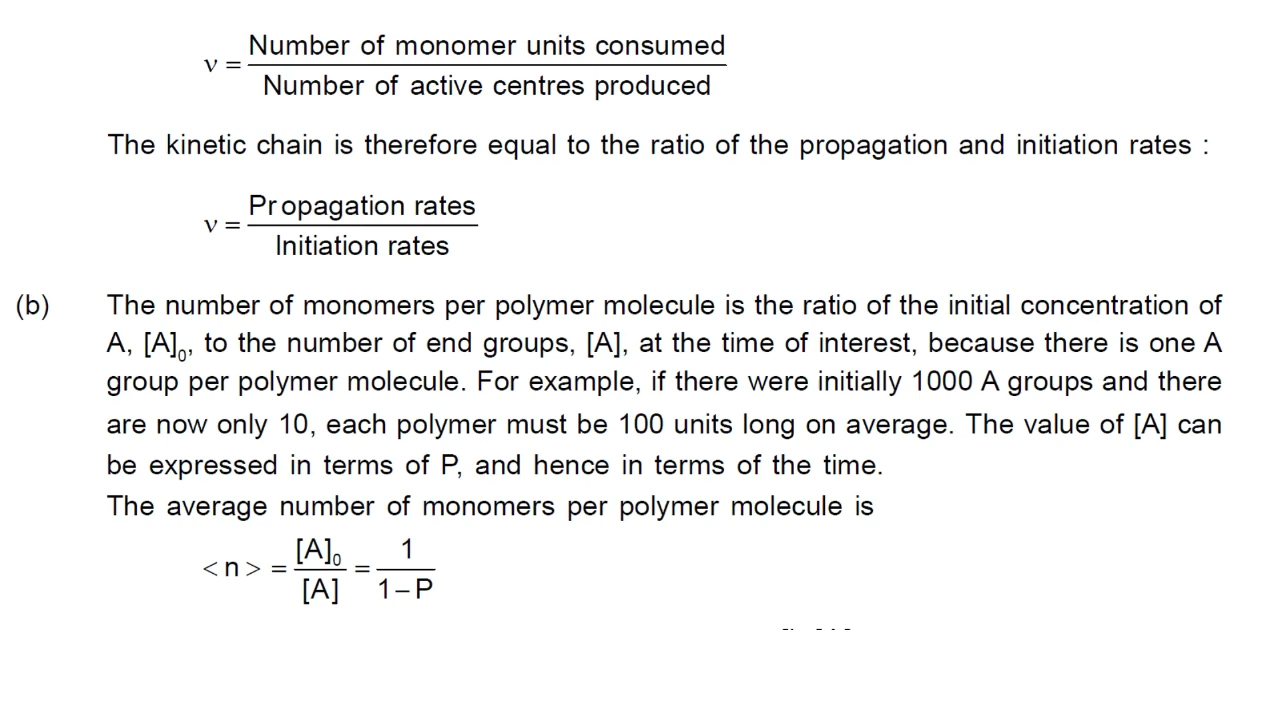 ν = Number of monomer units consumed / Number of active centres produced
The kinetic chain is therefore equal to the ratio of the propagation and initiation rates :
ν = Propagation rates / Initiation rates
(b) The number of monomers per polymer molecule is the ratio of the initial concentration of
A, [A]₀, to the number of end groups, [A], at the time of interest, because there is one A
group per polymer molecule. For example, if there were initially 1000 A groups and there
are now only 10, each polymer must be 100 units long on average. The value of [A] can
be expressed in terms of P, and hence in terms of the time.
The average number of monomers per polymer molecule is
< n > = [A]₀ / [A] = 1 / 1 – P